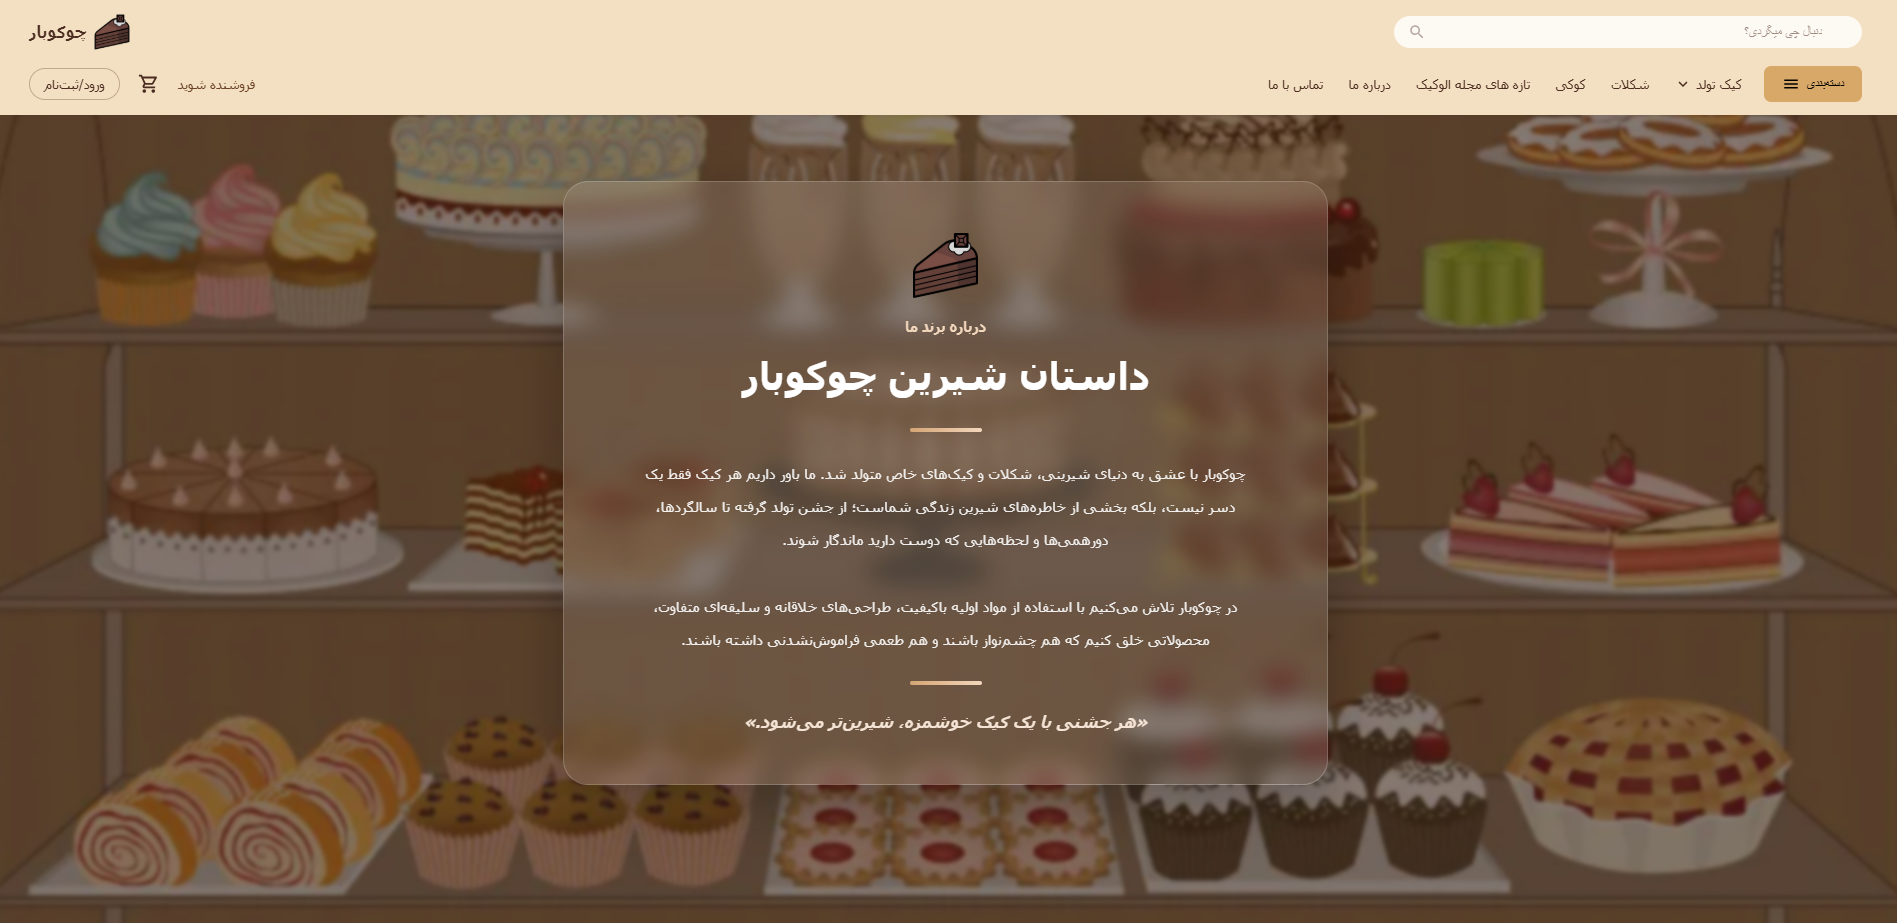 دنبال چی میگردی؟
چوکوبار
دسته‌بندی
کیک تولد
شکلات
کوکی
تازه های مجله الوکیک
درباره ما
تماس با ما
فروشنده شوید
ورود/ثبت‌نام
درباره برند ما
داستان شیرین چوکوبار
چوکوبار با عشق به دنیای شیرینی، شکلات و کیک‌های خاص متولد شد. ما باور داریم هر کیک فقط یک
دسر نیست، بلکه بخشی از خاطره‌های شیرین زندگی شماست؛ از جشن تولد گرفته تا سالگردها،
دورهمی‌ها و لحظه‌هایی که دوست دارید ماندگار شوند.
در چوکوبار تلاش می‌کنیم با استفاده از مواد اولیه باکیفیت، طراحی‌های خلاقانه و سلیقه‌ای متفاوت،
محصولاتی خلق کنیم که هم چشم‌نواز باشند و هم طعمی فراموش‌نشدنی داشته باشند.
«هر جشنی با یک کیک خوشمزه، شیرین‌تر می‌شود.»